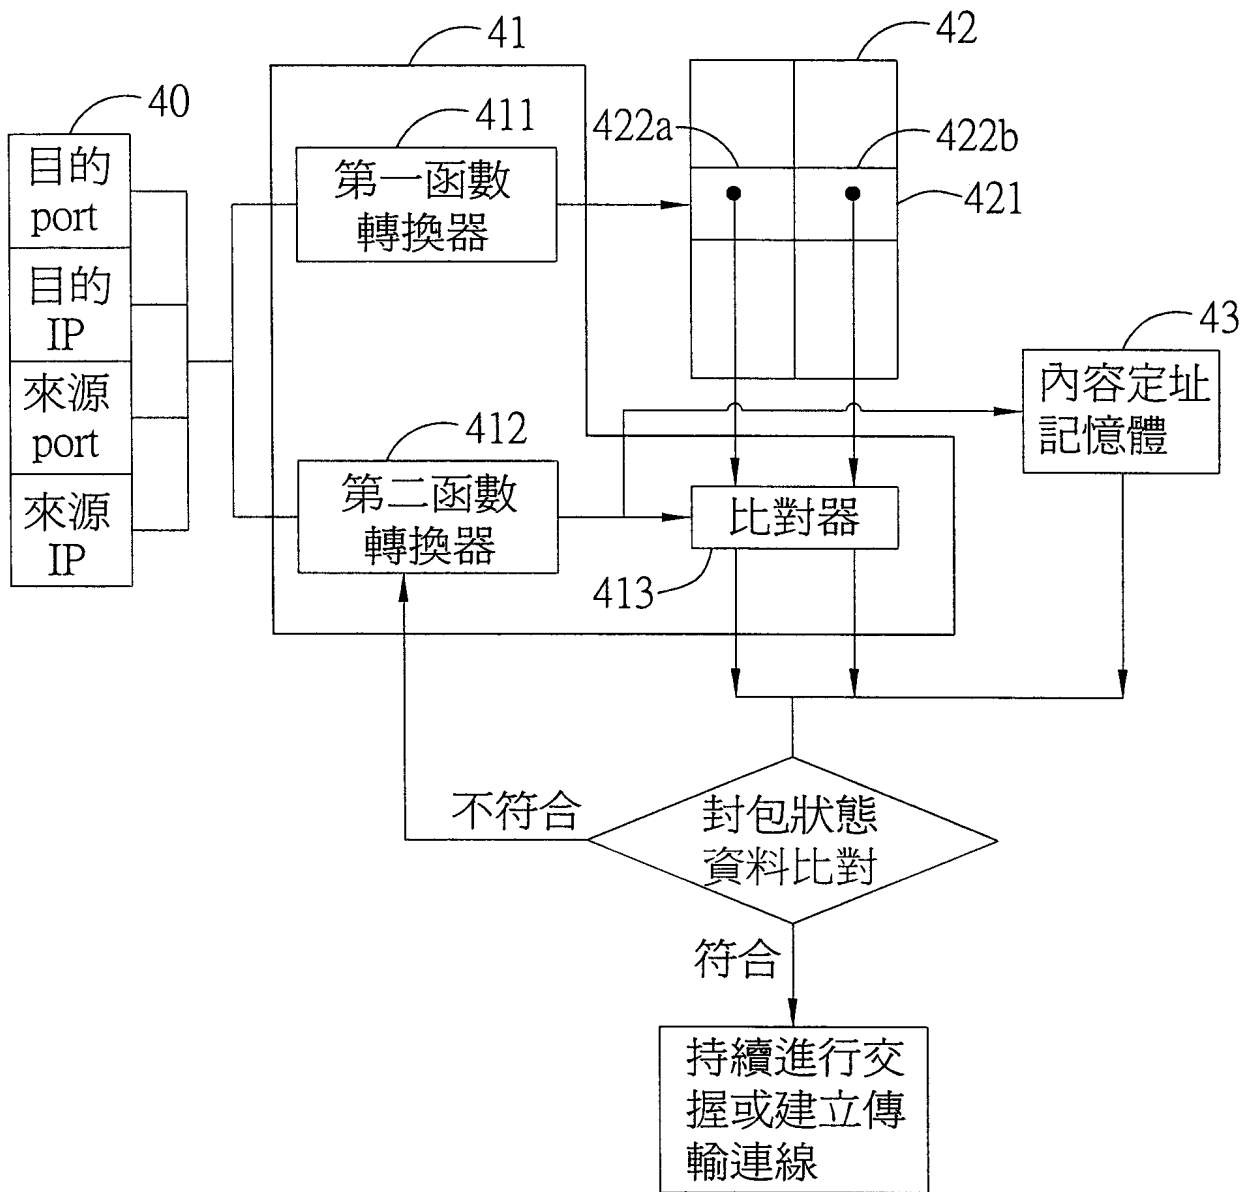 40
目的
port
目的
IP
來源
port
來源
IP
41
411
第一函數
轉換器
412
第二函數
轉換器
42
422a
422b
421
43
內容定址
記憶體
比對器
413
封包狀態
資料比對
不符合
符合
持續進行交
握或建立傳
輸連線